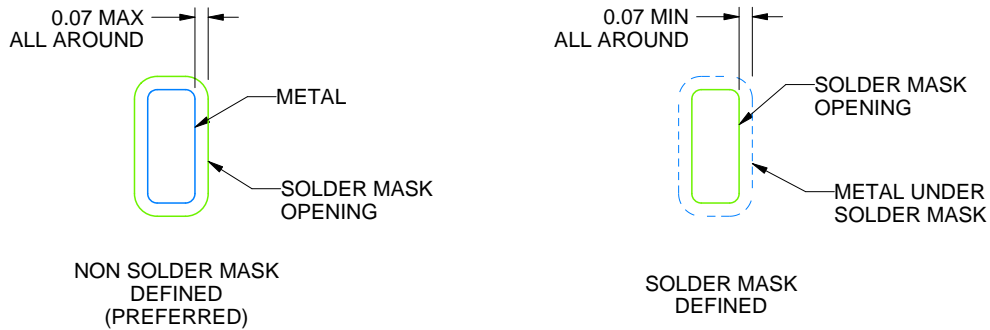 0.07 MAX
ALL AROUND
METAL
SOLDER MASK
OPENING
NON SOLDER MASK
DEFINED
(PREFERRED)
0.07 MIN
ALL AROUND
SOLDER MASK
OPENING
METAL UNDER
SOLDER MASK
SOLDER MASK
DEFINED